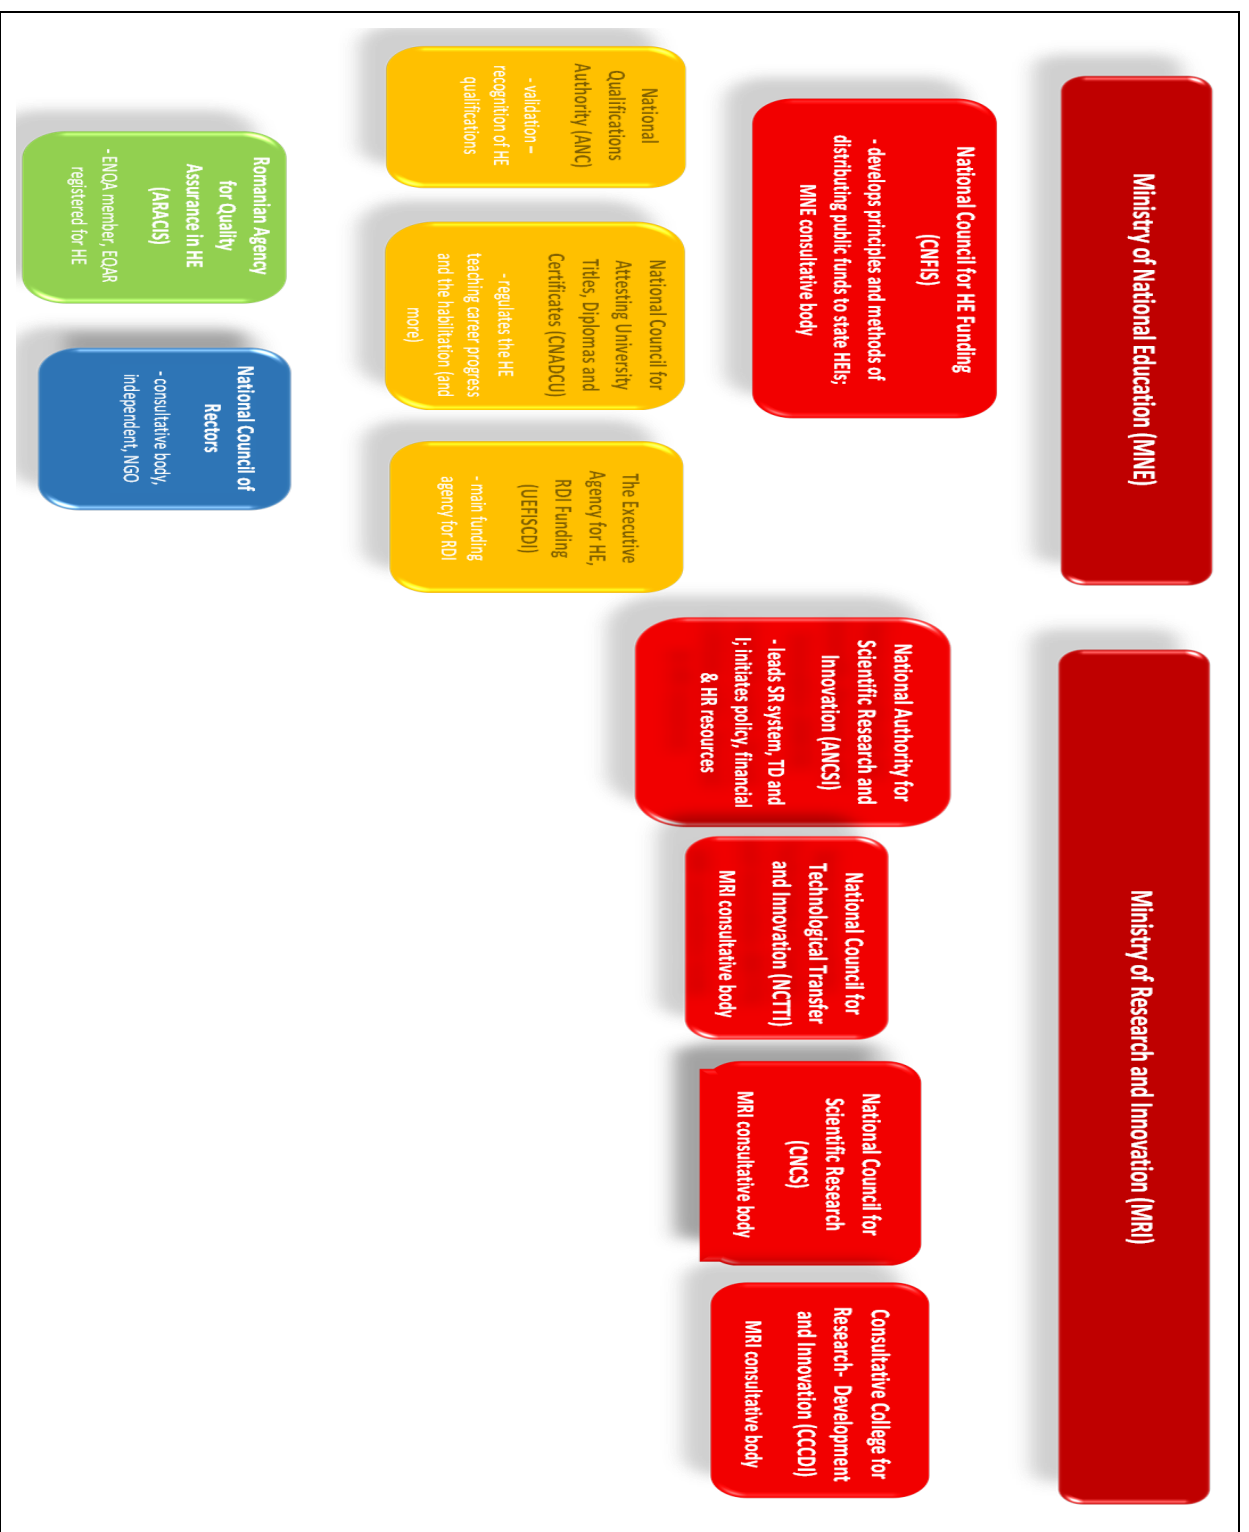 Ministry of National Education (MNE)
Ministry of Research and Innovation (MRI)
National Council for HE Funding
(CNFIS)
- develops principles and methods of
distributing public funds to state HEIs;
MNE consultative body
National Authority for
Scientific Research and
Innovation (ANCSI)
- leads SR system, TD and
I; initiates policy, financial
& HR resources
National Council for
Technological Transfer
and Innovation (NCTTI)
MRI consultative body
National Council for
Scientific Research
(CNCS)
MRI consultative body
Consultative College for
Research- Development
and Innovation (CCCDI)
MRI consultative body
National
Qualifications
Authority (ANC)
- validation –
recognition of HE
qualifications
National Council for
Attesting University
Titles, Diplomas and
Certificates (CNADCU)
- regulates the HE
teaching career progress
and the habilitation (and
more)
The Executive
Agency for HE,
RDI Funding
(UEFISCDI)
- main funding
agency for RDI
Romanian Agency
for Quality
Assurance in HE
(ARACIS)
- ENQA member, EQAR
registered for HE
National Council of
Rectors
- consultative body,
independent, NGO